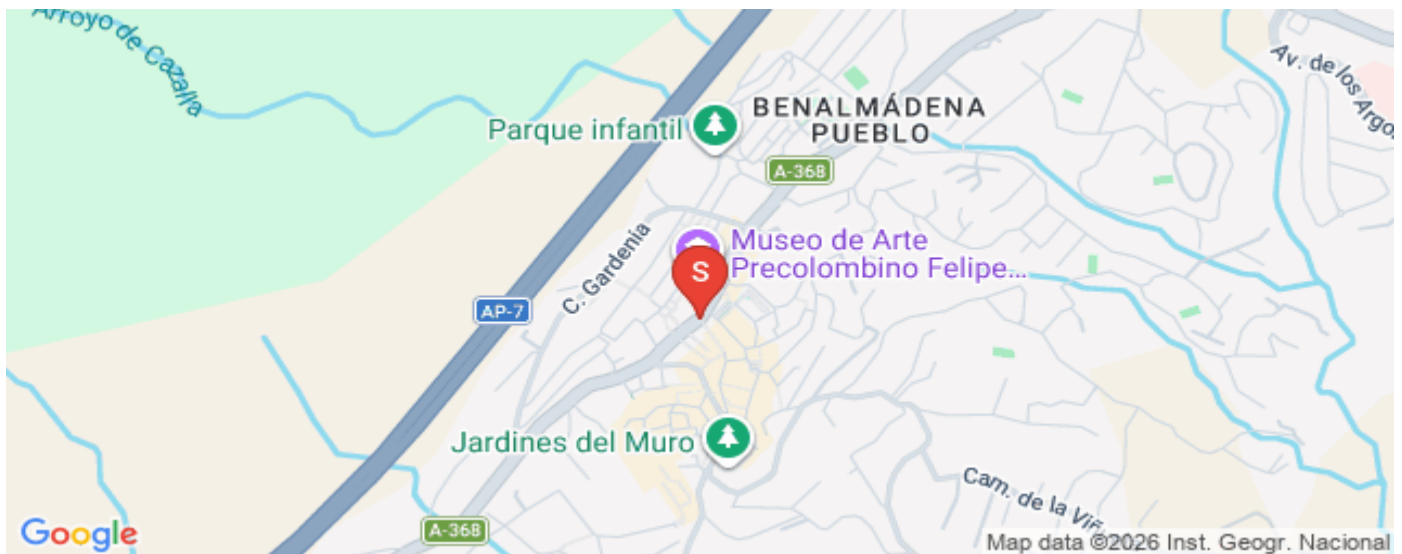 Arroyo de Cazalla
Av. de los Argo
BENALMÁDENA
PUEBLO
Parque infantil
A-368
Museo de Arte
Precolombino Felipe...
C. Gardenia
S
AP-7
Jardines del Muro
Cam. de la Viñ
A-368
Google
Map data ©2026 Inst. Geogr. Nacional